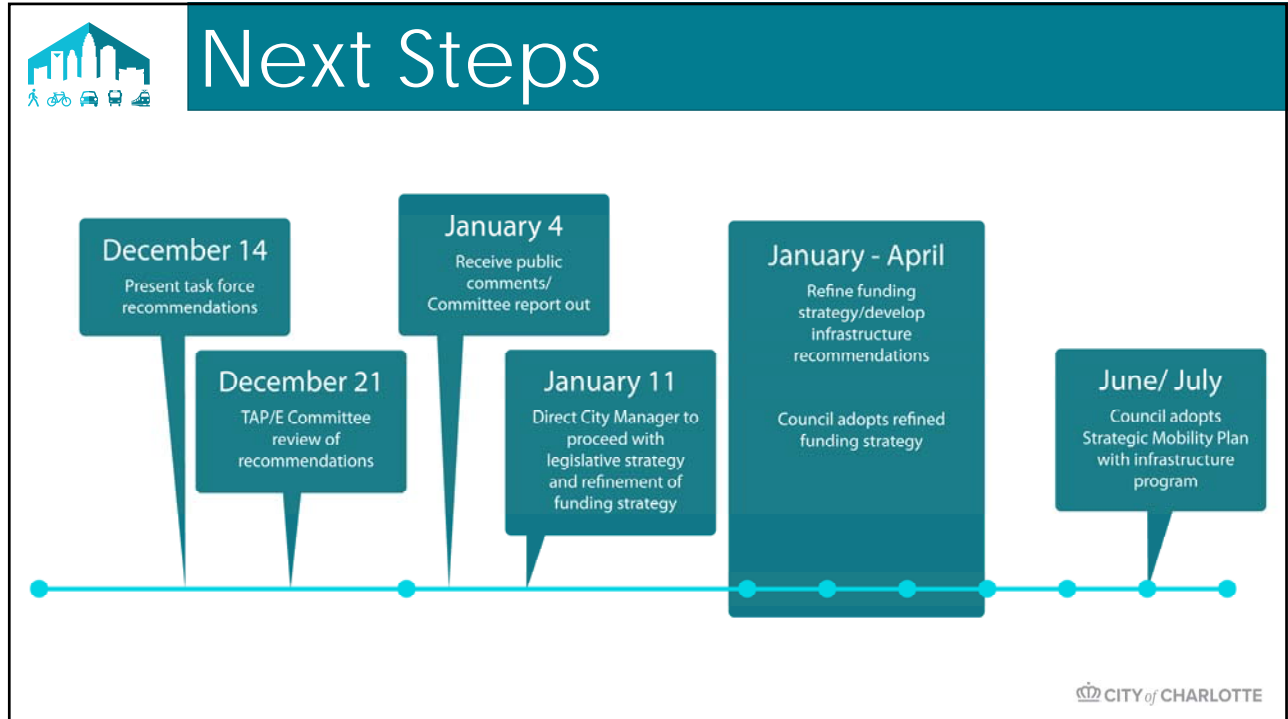 Next Steps
December 14
Present task force
recommendations
December 21
TAP/E Committee
review of
recommendations
January 4
Receive public
comments/
Committee report out
January 11
Direct City Manager to
proceed with
legislative strategy
and refinement of
funding strategy
January - April
Refine funding
strategy/develop
infrastructure
recommendations
Council adopts refined
funding strategy
June/ July
Council adopts
Strategic Mobility Plan
with infrastructure
program
CITY of CHARLOTTE